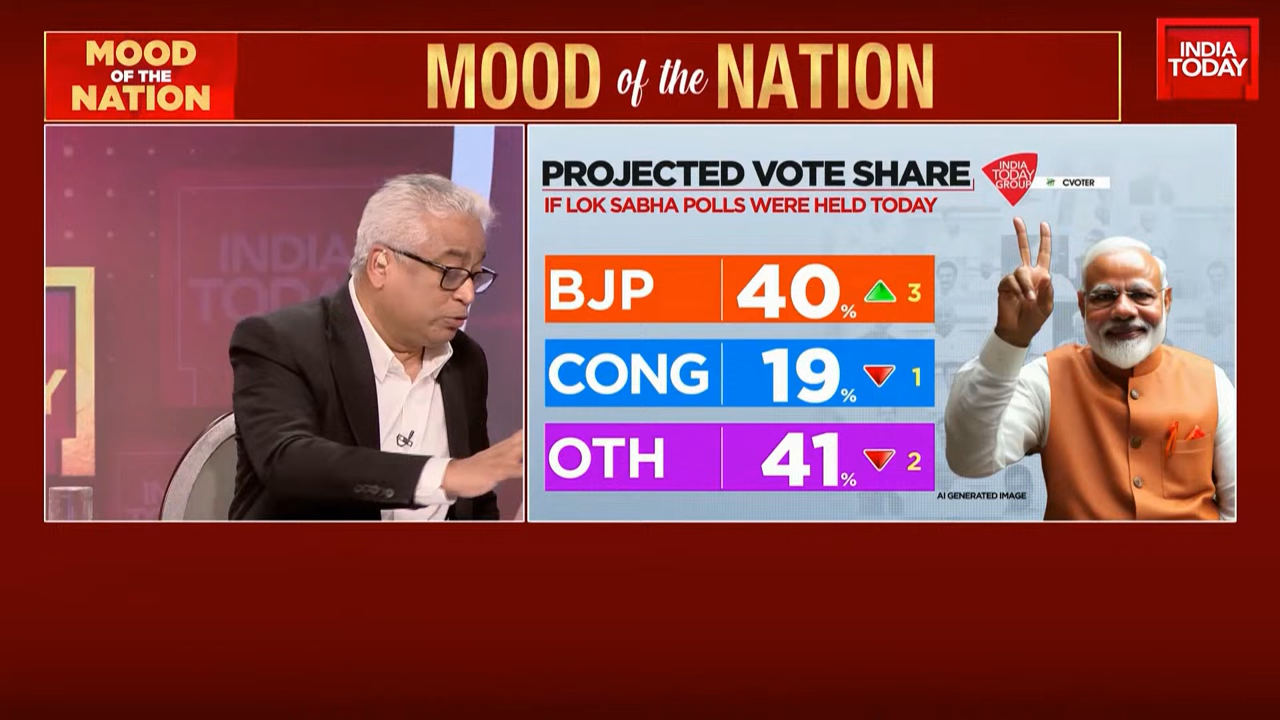 MOOD
OF THE
NATION
MOOD of the NATION
INDIA
TODAY
PROJECTED VOTE SHARE
IF LOK SABHA POLLS WERE HELD TODAY
INDIA
TODAY
GROUP
CVOTER
BJP 40% 3
CONG 19% 1
OTH 41% 2
AI GENERATED IMAGE
INDIA
TODAY